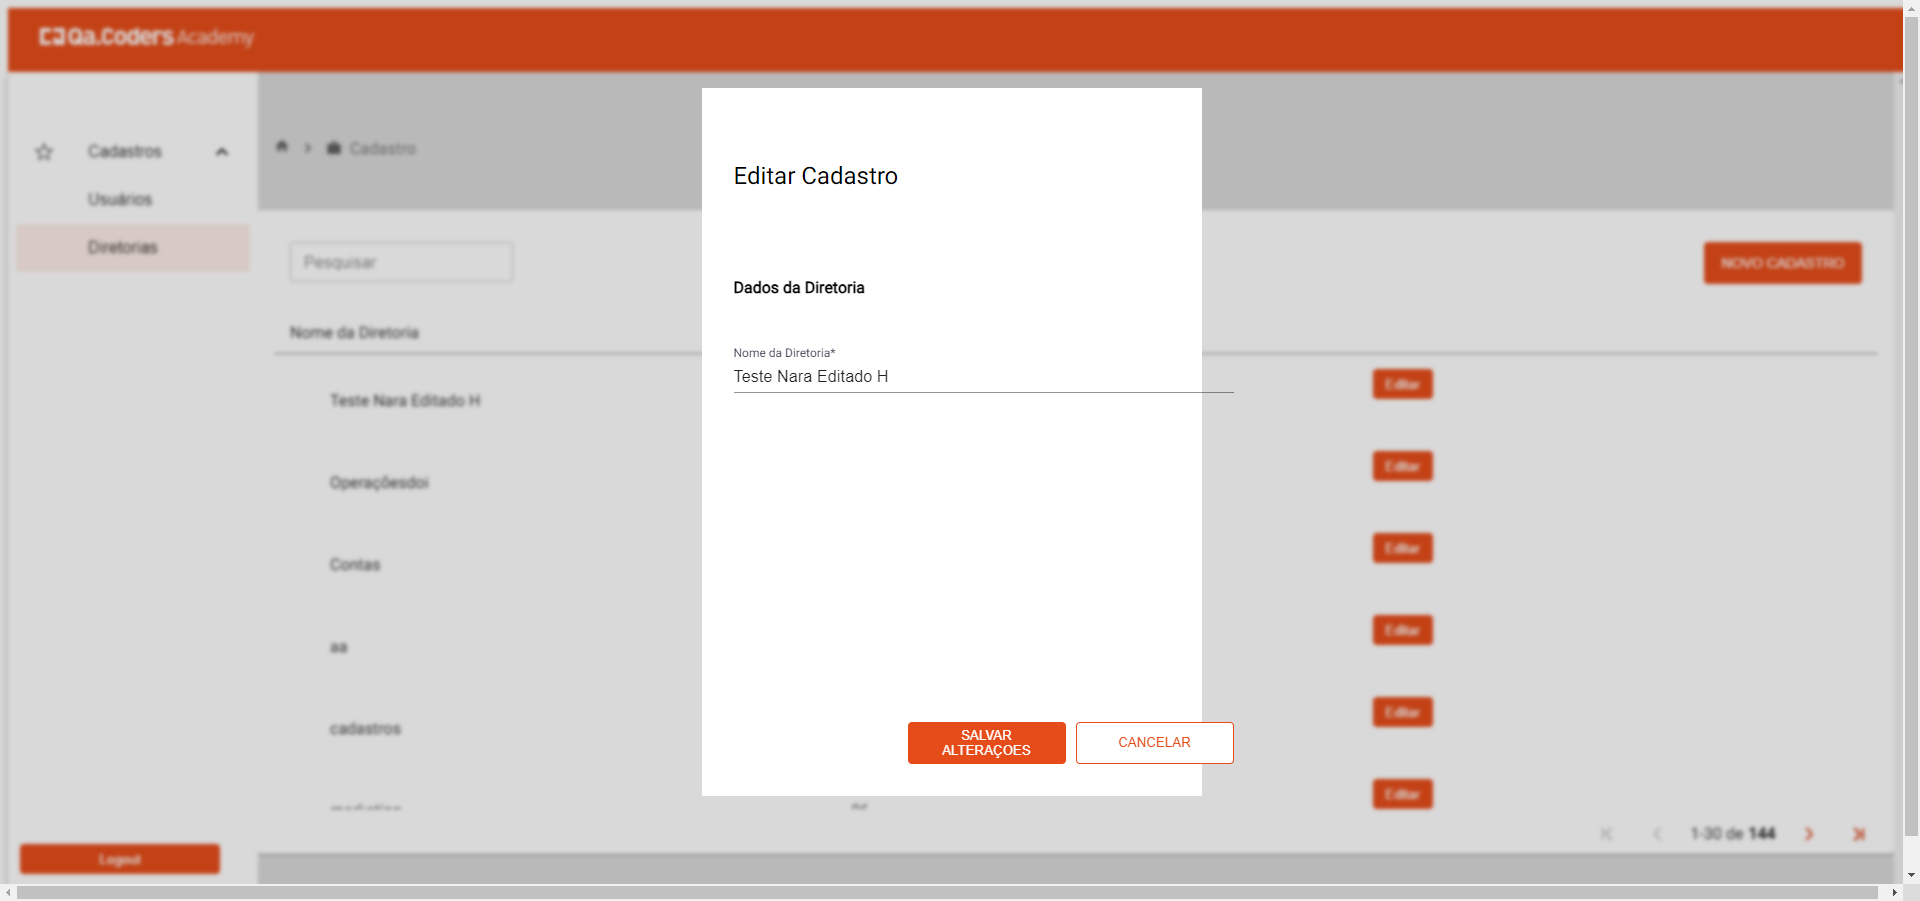 Qa.Coders Academy
Cadastros
Usuários
Diretorias
Logout
Cadastro
Pesquisar
NOVO CADASTRO
Nome da Diretoria
Teste Nara Editado H
Editar
Operaçõesdoi
Editar
Contas
Editar
aa
Editar
cadastros
Editar
Editar
1-30 de 144
Editar Cadastro
Dados da Diretoria
Nome da Diretoria*
Teste Nara Editado H
SALVAR
ALTERAÇOES
CANCELAR